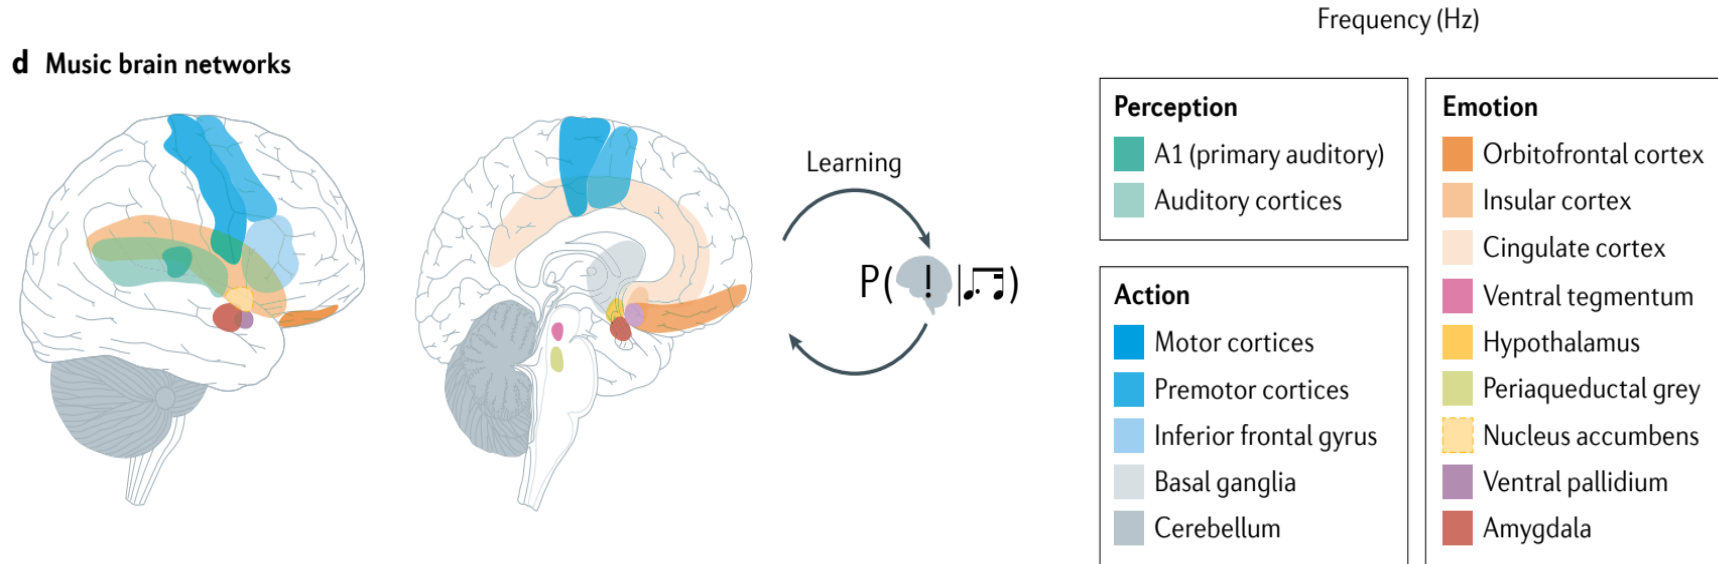 Frequency (Hz)
d Music brain networks
Learning
P( ! | )
Perception
A1 (primary auditory)
Auditory cortices
Action
Motor cortices
Premotor cortices
Inferior frontal gyrus
Basal ganglia
Cerebellum
Emotion
Orbitofrontal cortex
Insular cortex
Cingulate cortex
Ventral tegmentum
Hypothalamus
Periaqueductal grey
Nucleus accumbens
Ventral pallidium
Amygdala